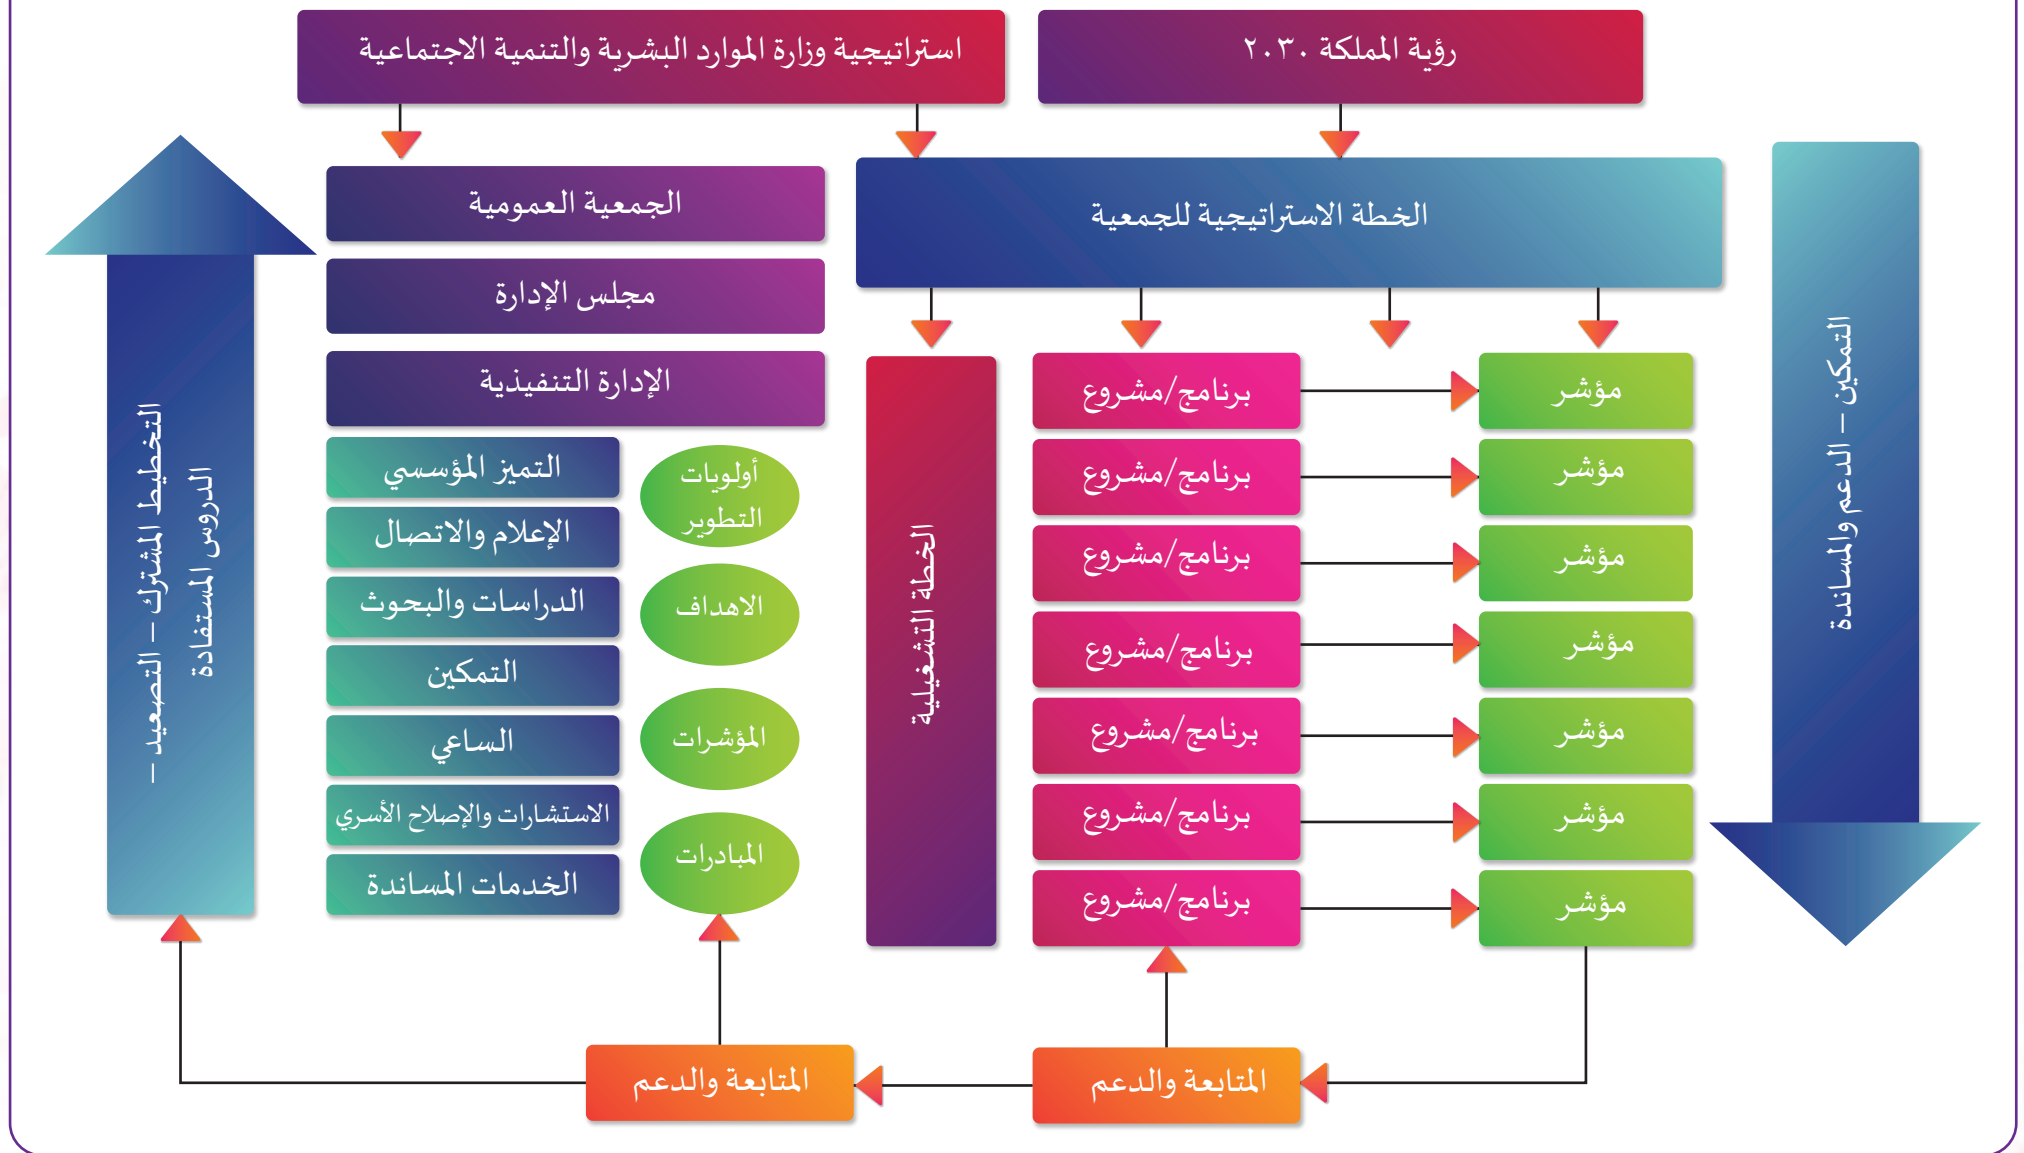 رؤية المملكة ٢٠٣٠
استراتيجية وزارة الموارد البشرية والتنمية الاجتماعية
التمكين – الدعم والمساندة
الخطة الاستراتيجية للجمعية
مؤشر
مؤشر
مؤشر
مؤشر
مؤشر
مؤشر
مؤشر
برنامج/مشروع
برنامج/مشروع
برنامج/مشروع
برنامج/مشروع
برنامج/مشروع
برنامج/مشروع
برنامج/مشروع
الخطة التشغيلية
الجمعية العمومية
مجلس الإدارة
الإدارة التنفيذية
أولويات
التطوير
الاهداف
المؤشرات
المبادرات
التميز المؤسسي
الإعلام والاتصال
الدراسات والبحوث
التمكين
الساعي
الاستشارات والإصلاح الأسري
الخدمات المساندة
التخطيط المشترك – التصعيد –
الدروس المستفادة
المتابعة والدعم
المتابعة والدعم